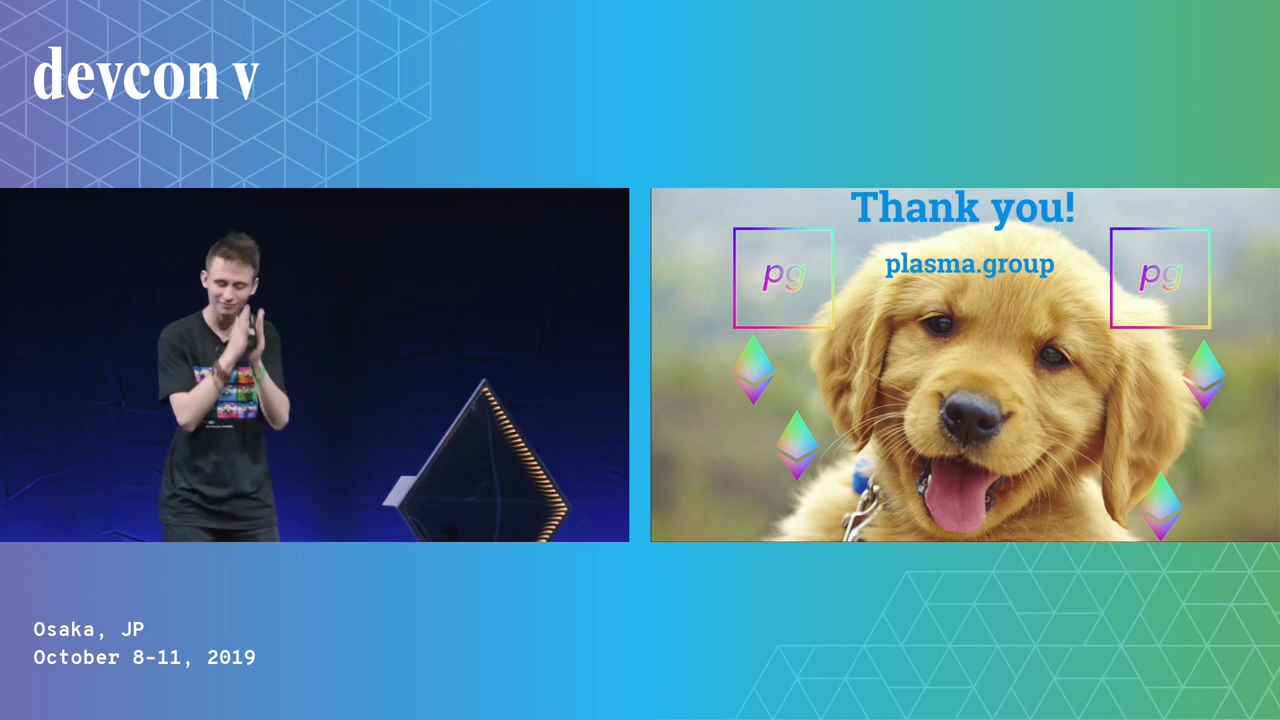 devcon v
Thank you!
plasma.group
pg
pg
Osaka, JP
October 8-11, 2019